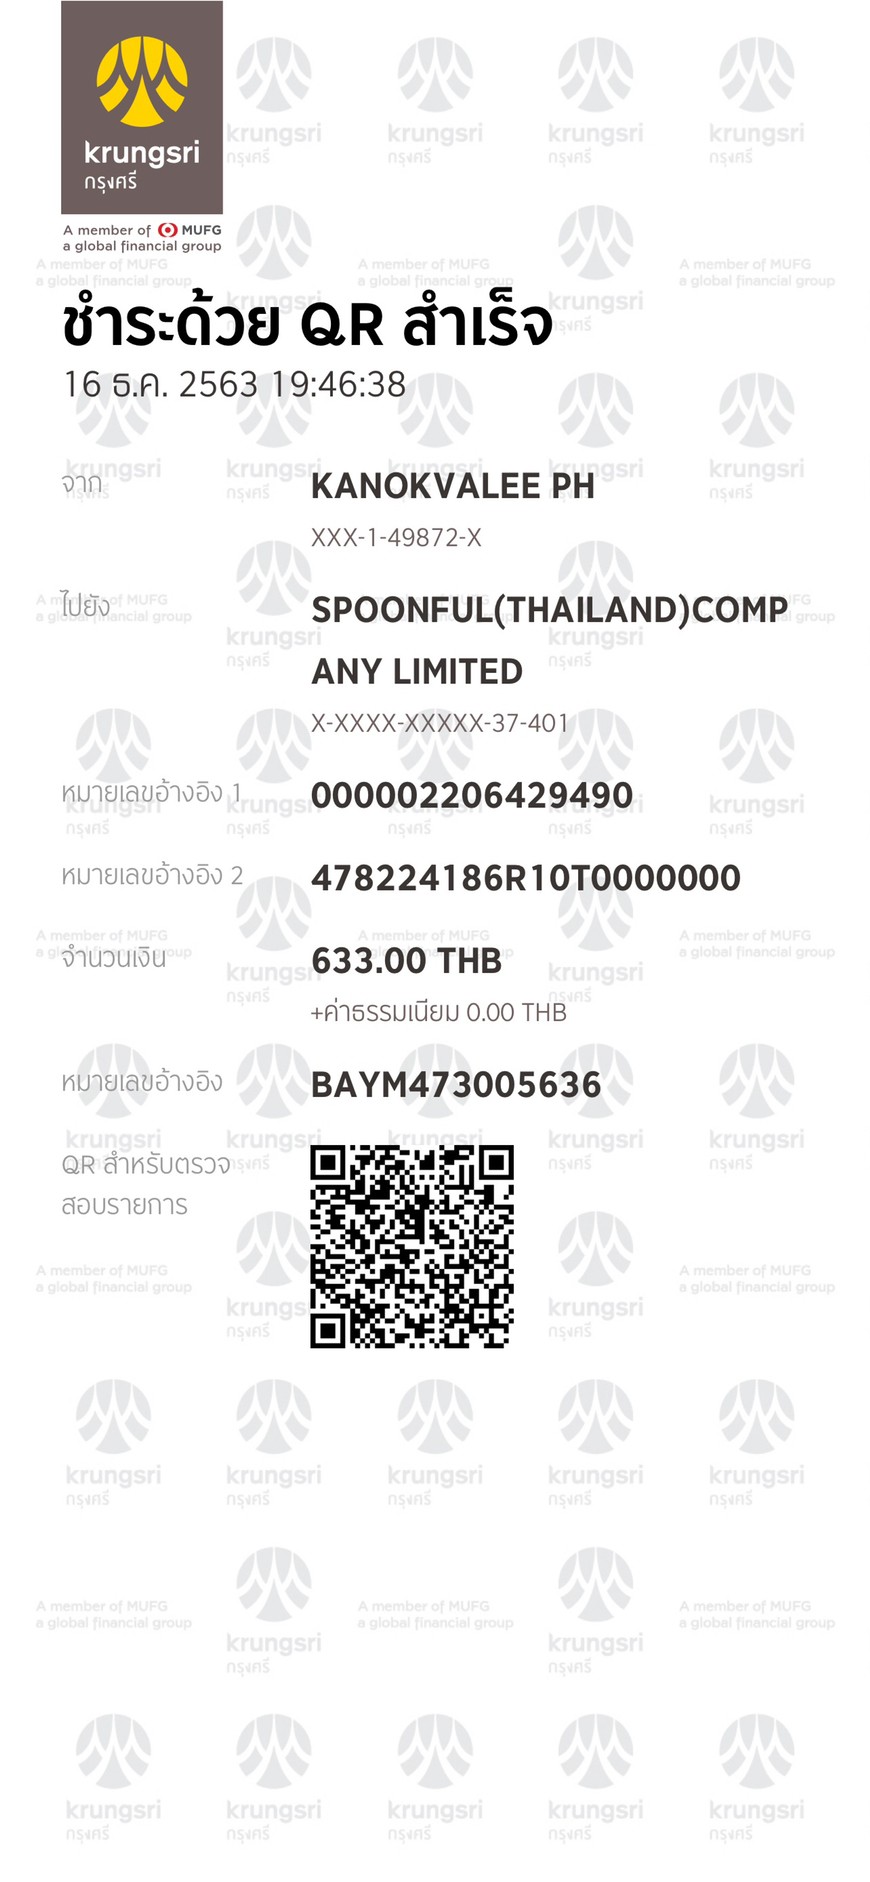 krungsri
กรุงศรี
A member of MUFG
a global financial group
ชำระด้วย QR สำเร็จ
16 ธ.ค. 2563 19:46:38
จาก KANOKVALEE PH
XXX-1-49872-X
ไปยัง SPOONFUL(THAILAND)COMP
ANY LIMITED
X-XXXX-XXXXX-37-401
หมายเลขอ้างอิง 1 000002206429490
หมายเลขอ้างอิง 2 478224186R10T0000000
จำนวนเงิน 633.00 THB
+ค่าธรรมเนียม 0.00 THB
หมายเลขอ้างอิง BAYM473005636
QR สำหรับตรวจ
สอบรายการ